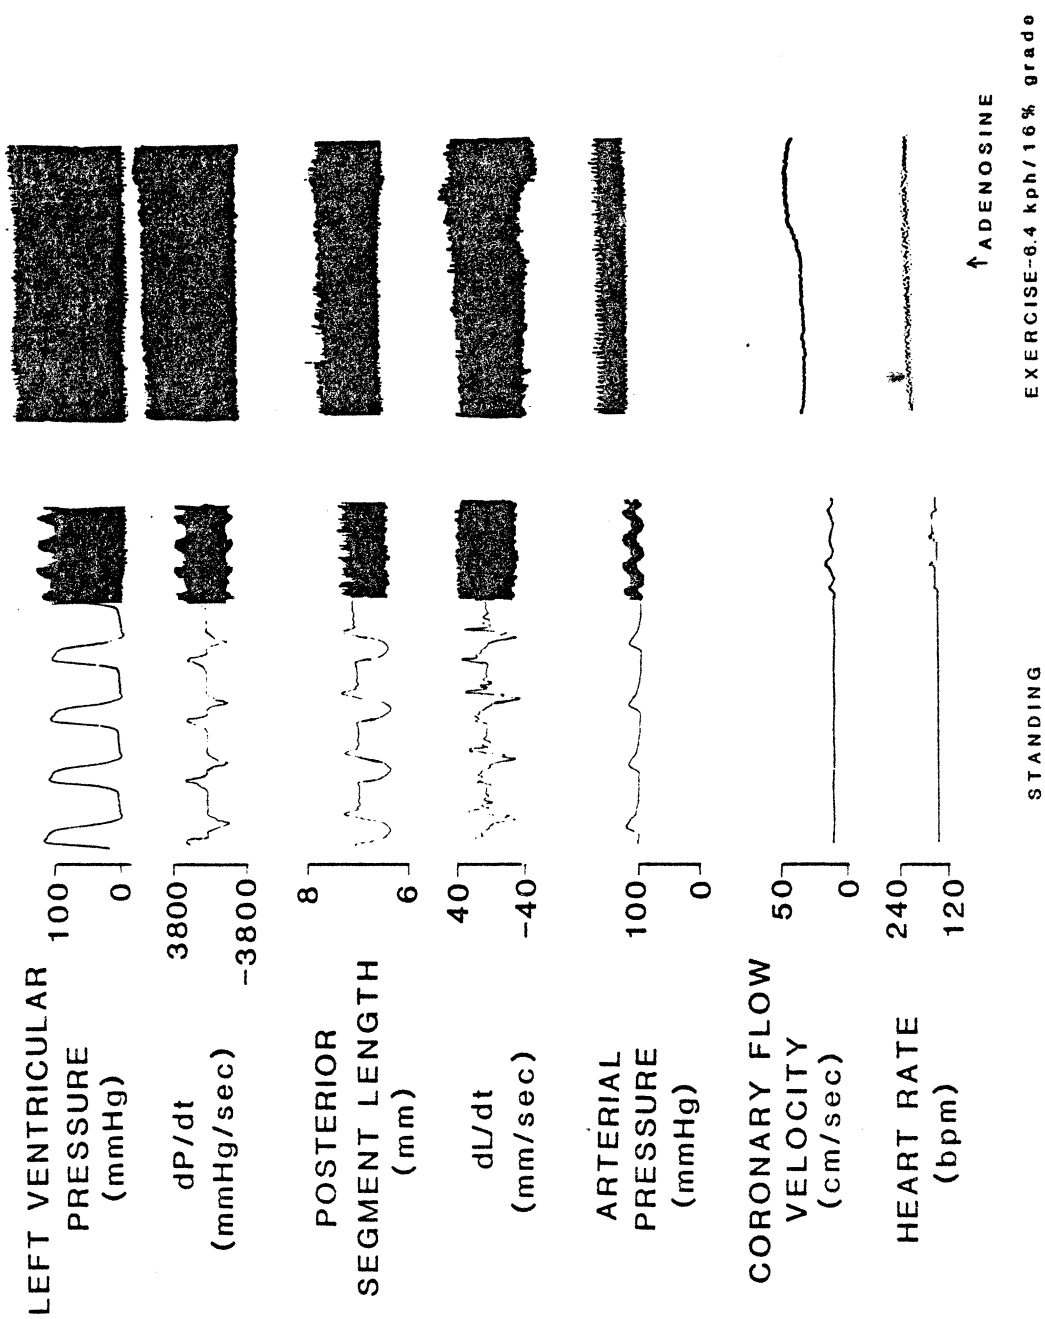 LEFT VENTRICULAR
PRESSURE
(mmHg)
100
0
dP/dt
(mmHg/sec)
3800
-3800
POSTERIOR
SEGMENT LENGTH
(mm)
8
6
dL/dt
(mm/sec)
40
-40
ARTERIAL
PRESSURE
(mmHg)
100
0
CORONARY FLOW
VELOCITY
(cm/sec)
50
0
HEART RATE
(bpm)
240
120
↑ADENOSINE
STANDING
EXERCISE-6.4 kph/16% grade